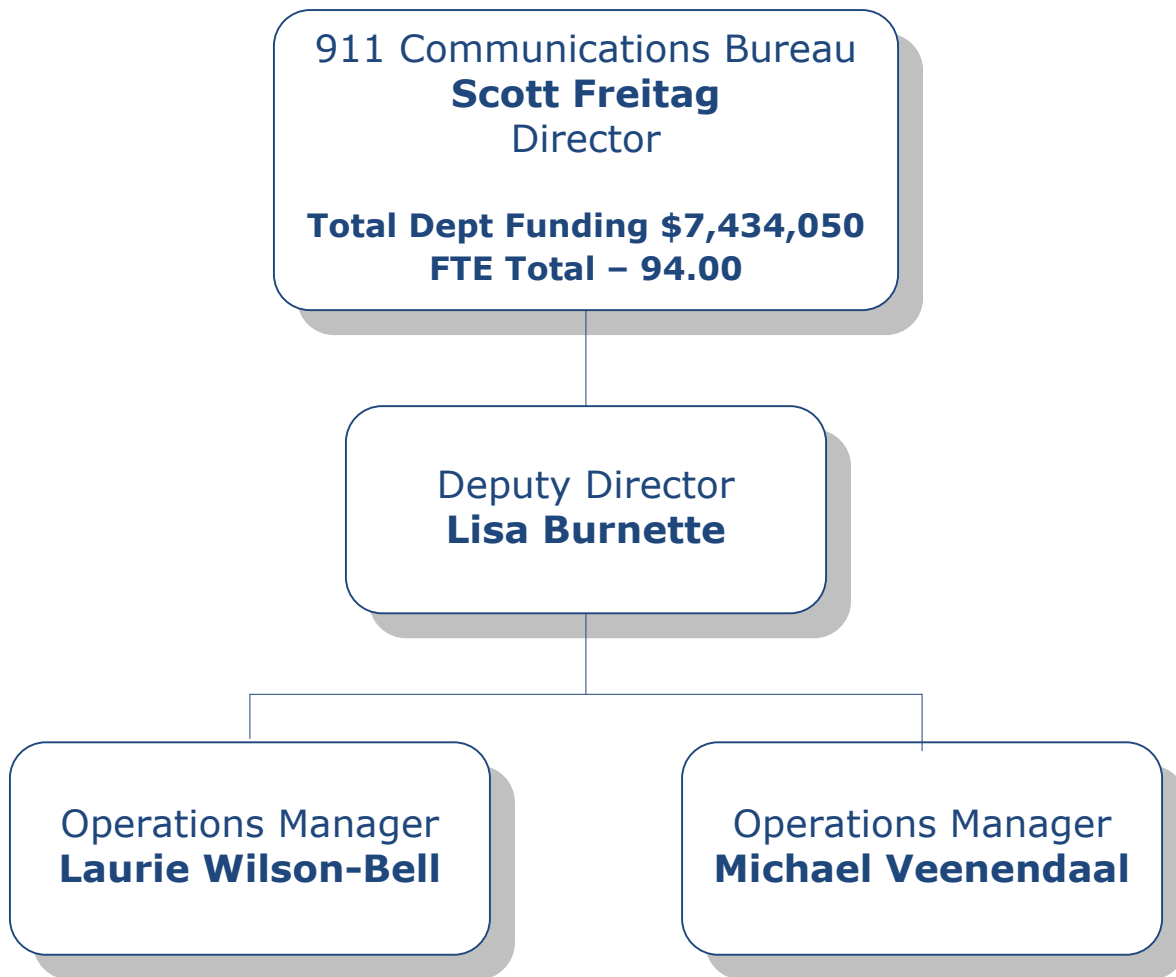 911 Communications Bureau
Scott Freitag
Director
Total Dept Funding $7,434,050
FTE Total – 94.00
Deputy Director
Lisa Burnette
Operations Manager
Laurie Wilson-Bell
Operations Manager
Michael Veenendaal